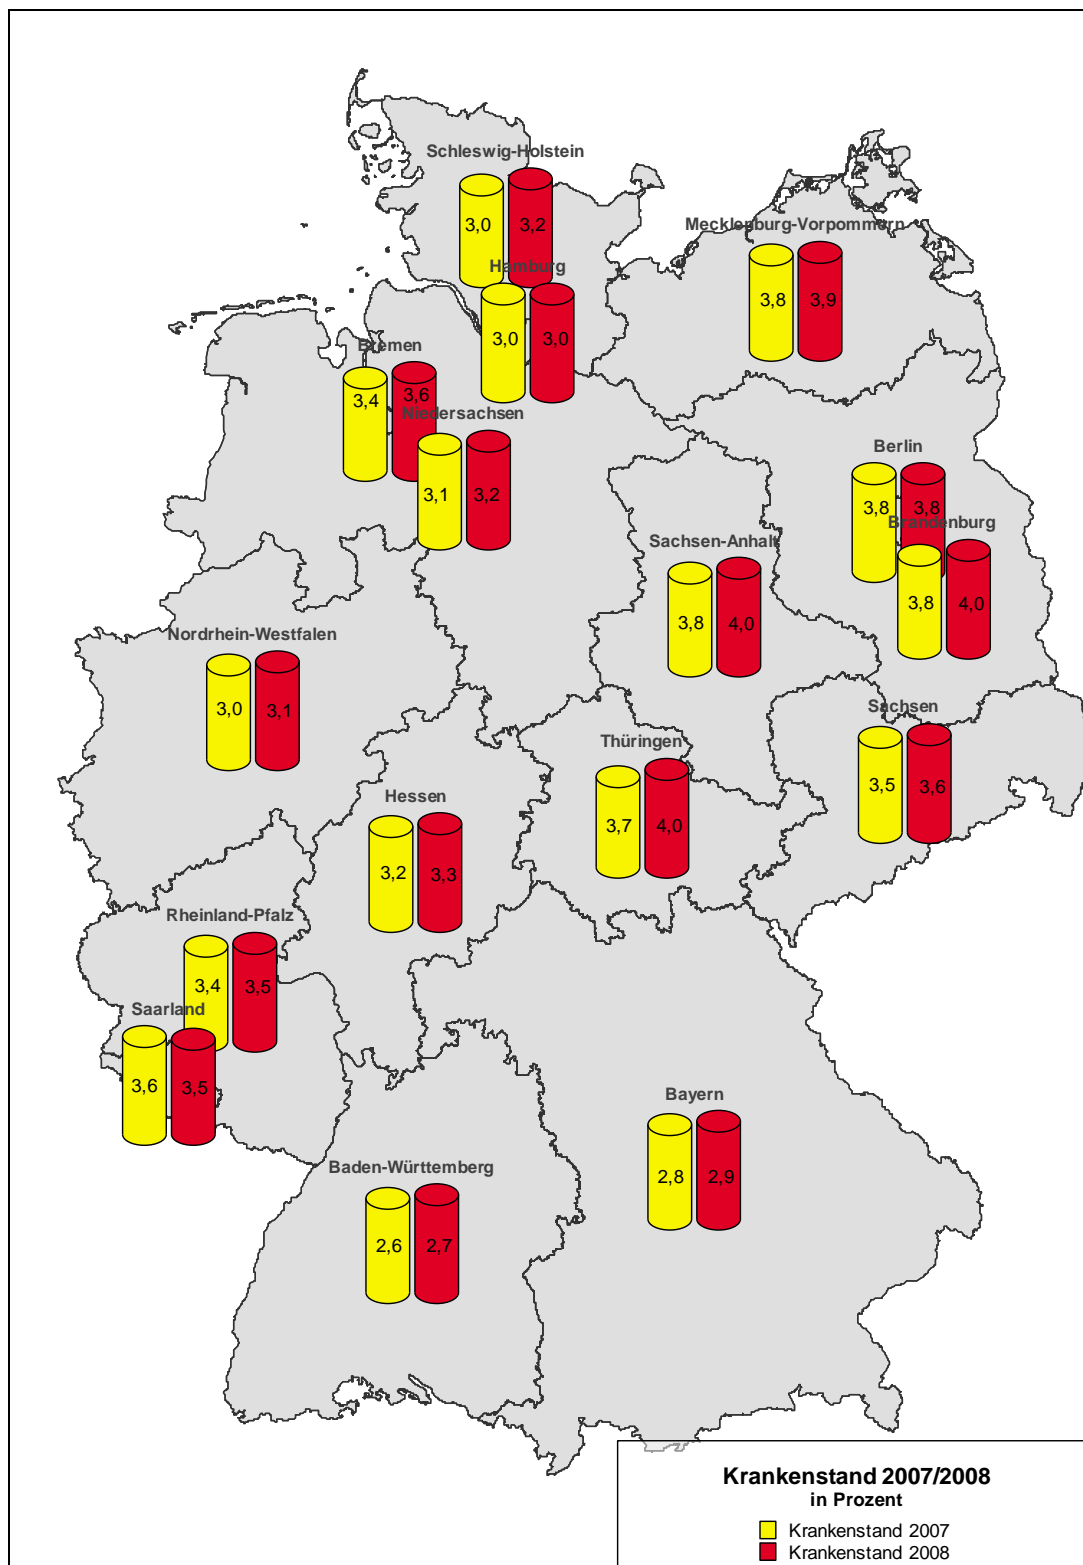 Schleswig-Holstein
3,0 3,2
Mecklenburg-Vorpommern
3,8 3,9
Hamburg
3,0 3,0
Bremen
3,4 3,6
Niedersachsen
3,1 3,2
Berlin
3,8 3,8
Brandenburg
3,8 4,0
Sachsen-Anhalt
3,8 4,0
Nordrhein-Westfalen
3,0 3,1
Sachsen
3,5 3,6
Thüringen
3,7 4,0
Hessen
3,2 3,3
Rheinland-Pfalz
3,4 3,5
Saarland
3,6 3,5
Bayern
2,8 2,9
Baden-Württemberg
2,6 2,7
Krankenstand 2007/2008
in Prozent
Krankenstand 2007
Krankenstand 2008